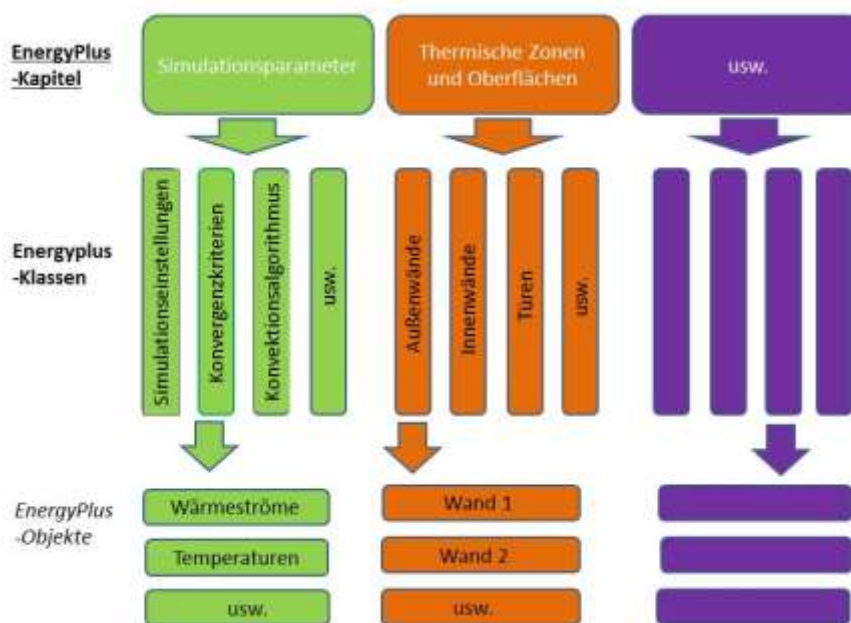 EnergyPlus
-Kapitel
Simulationsparameter
Thermische Zonen
und Oberflächen
usw.
Energyplus
-Klassen
Simulationseinstellungen
Konvergenzkriterien
Konvektionsalgorithmus
usw.
Außenwände
Innenwände
Türen
usw.
EnergyPlus
-Objekte
Wärmeströme
Wand 1
Temperaturen
Wand 2
usw.
usw.